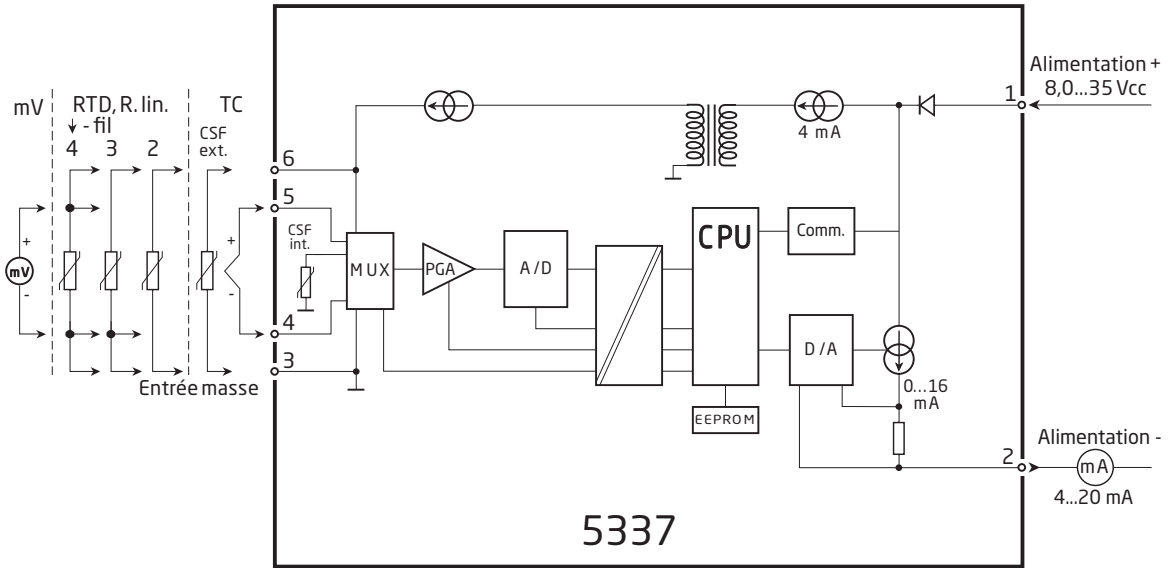 mV
RTD, R. lin.
- fil
4 3 2
TC
CSF
ext.
+
mV
-
+
-
Entrée masse
6
5
4
3
CSF
int.
MUX
PGA
A/D
CPU
EEPROM
Comm.
D/A
4 mA
0...16
mA
1
2
Alimentation +
8,0...35 Vcc
Alimentation -
mA
4...20 mA
5337